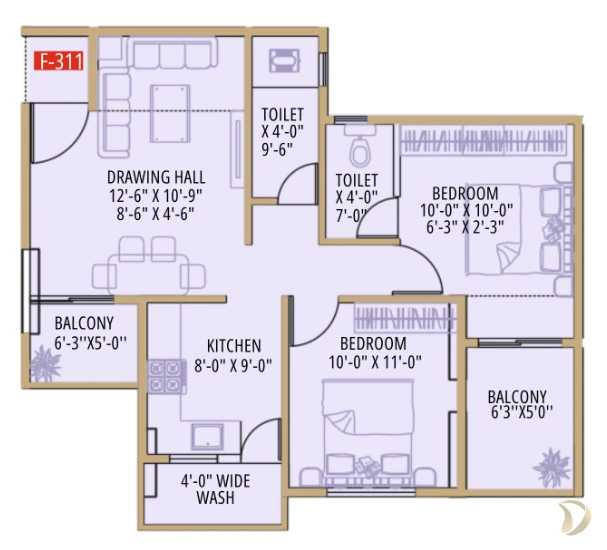 F-311
TOILET
X 4'-0"
9'-6"
DRAWING HALL
12'-6" X 10'-9"
8'-6" X 4'-6"
TOILET
X 4'-0"
7'-0"
BEDROOM
10'-0" X 10'-0"
6'-3" X 2'-3"
BALCONY
6'-3''X5'-0''
KITCHEN
8'-0" X 9'-0"
BEDROOM
10'-0" X 11'-0"
BALCONY
6'3''X5'0''
4'-0" WIDE
WASH